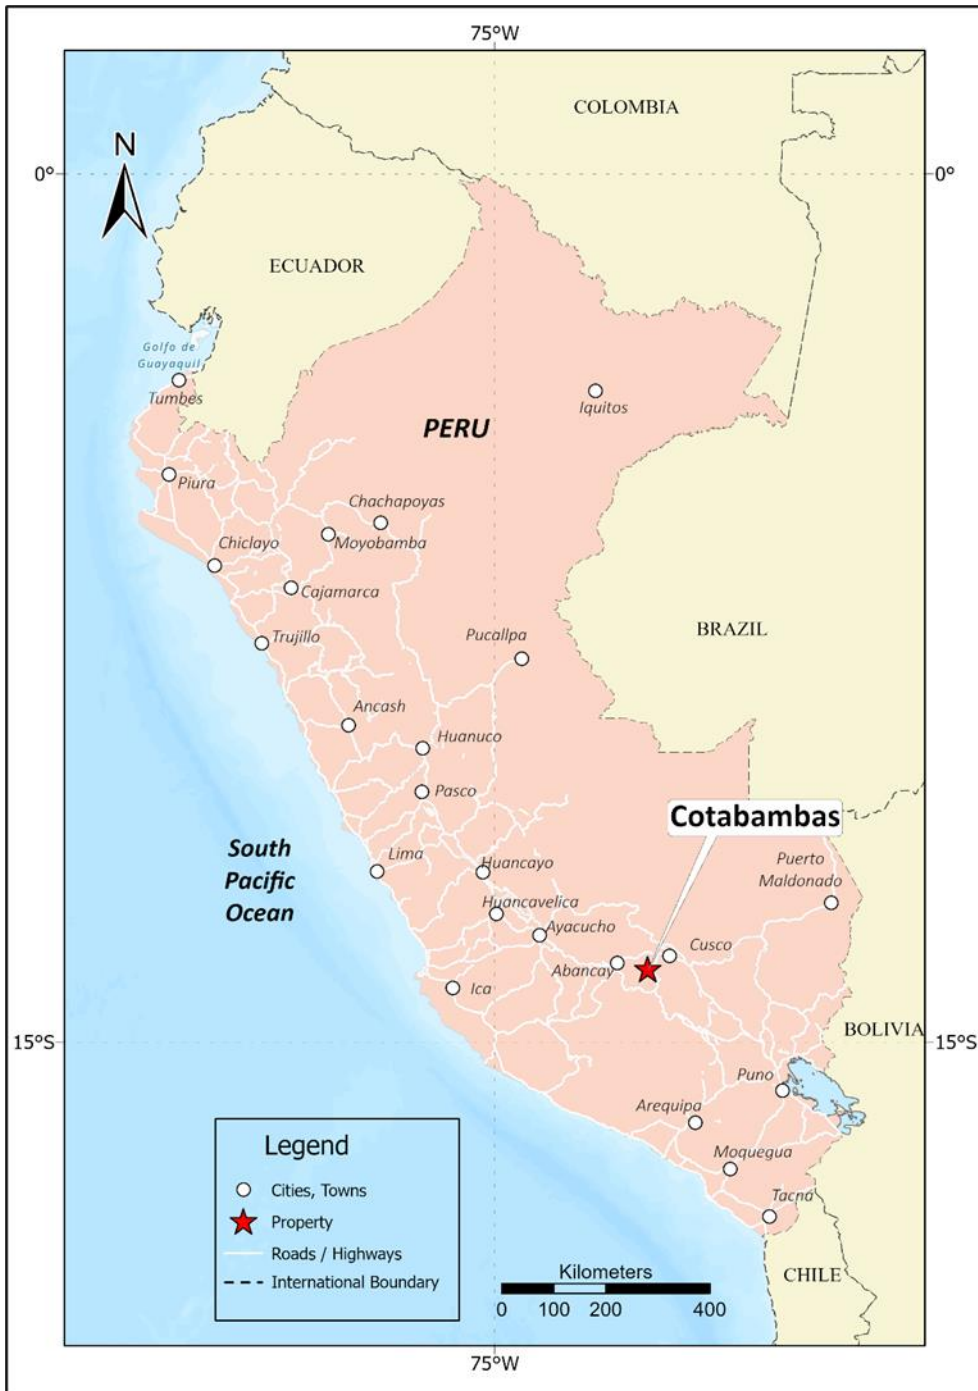 75°W
COLOMBIA
N
0°
0°
ECUADOR
Golfo de
Guayaquil
Tumbes
Iquitos
PERU
Piura
Chachapoyas
Moyobamba
Chiclayo
Cajamarca
Trujillo
Pucallpa
BRAZIL
Ancash
Huanuco
Pasco
Cotabambas
South
Pacific
Ocean
Lima
Huancayo
Puerto
Maldonado
Huancavelica
Ayacucho
Cusco
Abancay
Ica
15°S
BOLIVIA
15°S
Puno
Arequipa
Moquegua
Tacna
Legend
Cities, Towns
Property
Roads / Highways
International Boundary
Kilometers
0 100 200 400
CHILE
75°W